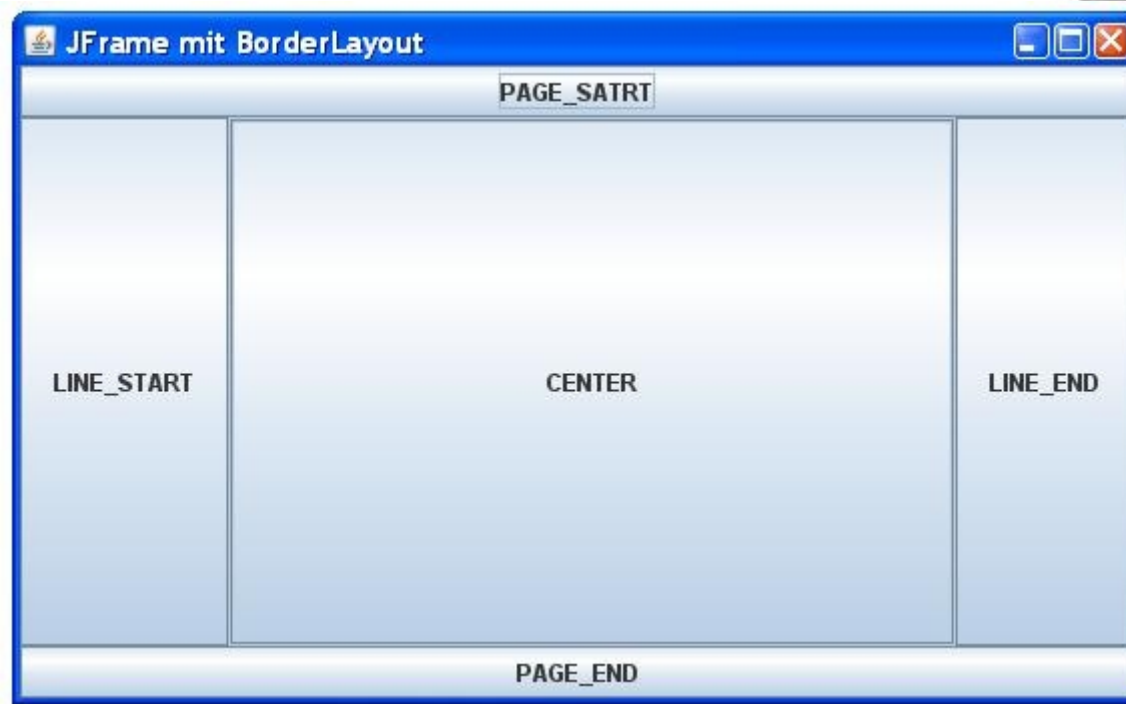 JFrame mit BorderLayout
PAGE_SATRT
LINE_START
CENTER
LINE_END
PAGE_END